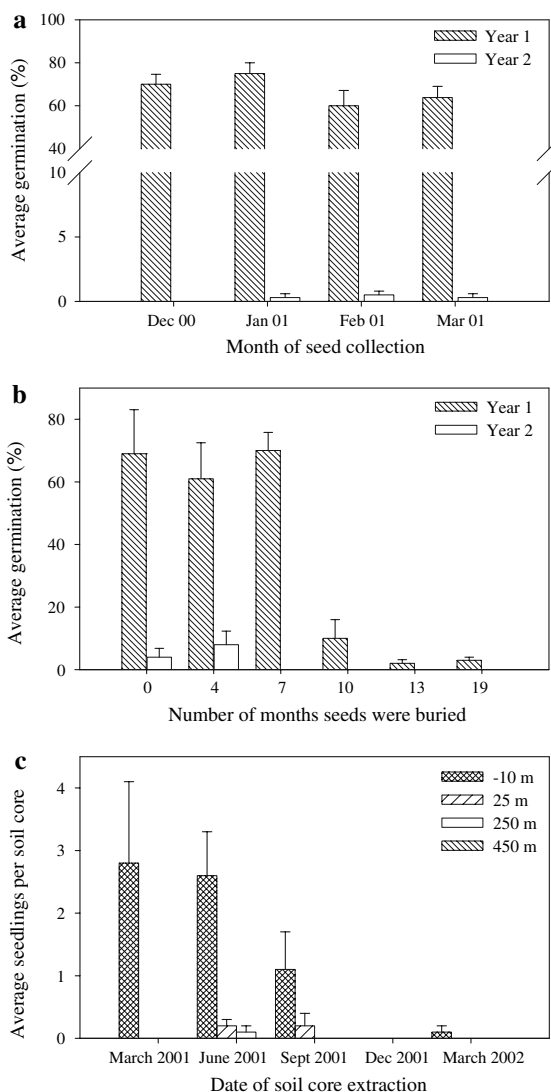 a
Average germination (%)
100
80
60
40
10
5
0
Year 1
Year 2
Dec 00 Jan 01 Feb 01 Mar 01
Month of seed collection
b
Average germination (%)
80
60
40
20
0
Year 1
Year 2
0 4 7 10 13 19
Number of months seeds were buried
c
Average seedlings per soil core
4
3
2
1
0
-10 m
25 m
250 m
450 m
March 2001 June 2001 Sept 2001 Dec 2001 March 2002
Date of soil core extraction